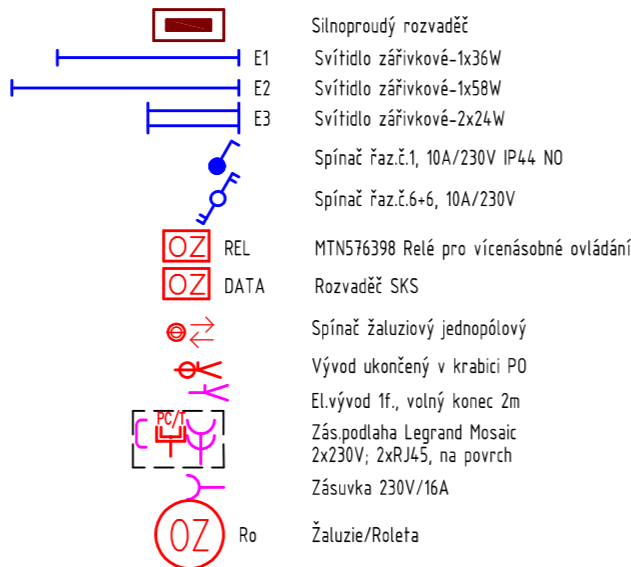 Silnoproudý rozvaděč
E1 Svítidlo zářivkové-1x36W
E2 Svítidlo zářivkové-1x58W
E3 Svítidlo zářivkové-2x24W
Spínač řaz.č.1, 10A/230V IP44 NO
Spínač řaz.č.6+6, 10A/230V
OZ REL MTN576398 Relé pro vícenásobné ovládání
OZ DATA Rozvaděč SKS
Spínač žaluziový jednopólový
Vývod ukončený v krabici PO
El.vývod 1f., volný konec 2m
PC/T Zás.podlaha Legrand Mosaic
2x230V; 2xRJ45, na povrch
Zásuvka 230V/16A
OZ Ro Žaluzie/Roleta